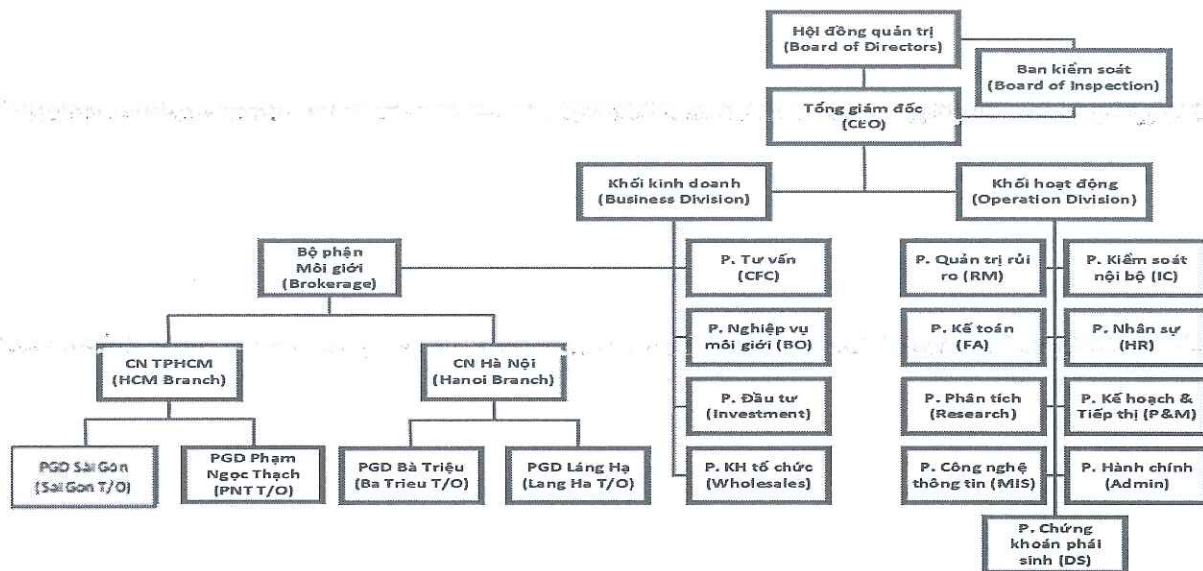 Hội đồng quản trị
(Board of Directors)
Ban kiểm soát
(Board of Inspection)
Tổng giám đốc
(CEO)
Khối kinh doanh
(Business Division)
Khối hoạt động
(Operation Division)
Bộ phận
Môi giới
(Brokerage)
P. Tư vấn
(CFC)
P. Quản trị rủi
ro (RM)
P. Kiểm soát
nội bộ (IC)
CN TPHCM
(HCM Branch)
CN Hà Nội
(Hanoi Branch)
P. Nghiệp vụ
môi giới (BO)
P. Kế toán
(FA)
P. Nhân sự
(HR)
P. Đầu tư
(Investment)
P. Phân tích
(Research)
P. Kế hoạch &
Tiếp thị (P&M)
PGD Sài Gòn
(Sai Gon T/O)
PGD Phạm
Ngọc Thạch
(PNT T/O)
PGD Bà Triệu
(Ba Trieu T/O)
PGD Láng Hạ
(Lang Ha T/O)
P. KH tổ chức
(Wholesales)
P. Công nghệ
thông tin (MIS)
P. Hành chính
(Admin)
P. Chứng
khoán phái
sinh (DS)